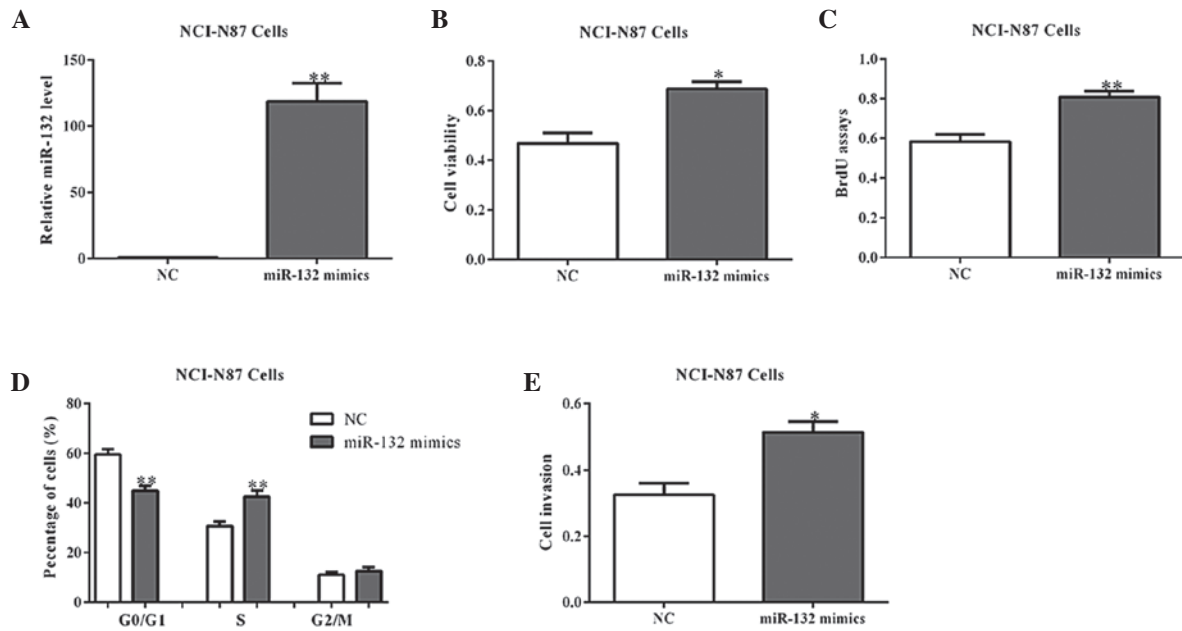 A
NCI-N87 Cells
Relative miR-132 level
150
100
50
0
**
NC
miR-132 mimics
B
NCI-N87 Cells
Cell viability
0.8
0.6
0.4
0.2
0.0
*
NC
miR-132 mimics
C
NCI-N87 Cells
BrdU assays
1.0
0.8
0.6
0.4
0.2
0.0
**
NC
miR-132 mimics
D
NCI-N87 Cells
Pecentage of cells (%)
80
60
40
20
0
**
**
NC
miR-132 mimics
G0/G1
S
G2/M
E
NCI-N87 Cells
Cell invasion
0.6
0.4
0.2
0.0
*
NC
miR-132 mimics